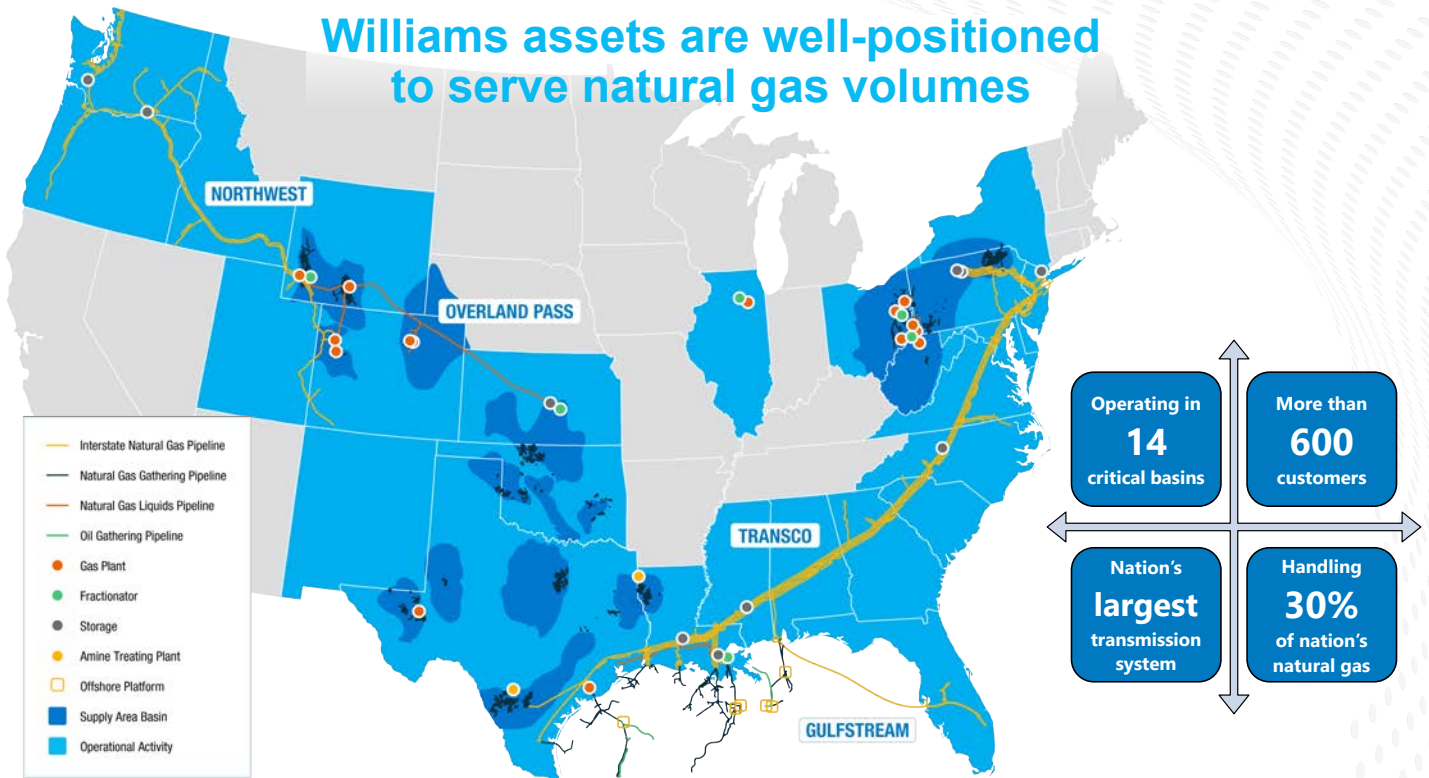 Williams assets are well-positioned
to serve natural gas volumes
NORTHWEST
OVERLAND PASS
TRANSCO
GULFSTREAM
Interstate Natural Gas Pipeline
Natural Gas Gathering Pipeline
Natural Gas Liquids Pipeline
Oil Gathering Pipeline
Gas Plant
Fractionator
Storage
Amine Treating Plant
Offshore Platform
Supply Area Basin
Operational Activity
Operating in
14
critical basins
More than
600
customers
Nation's
largest
transmission
system
Handling
30%
of nation's
natural gas